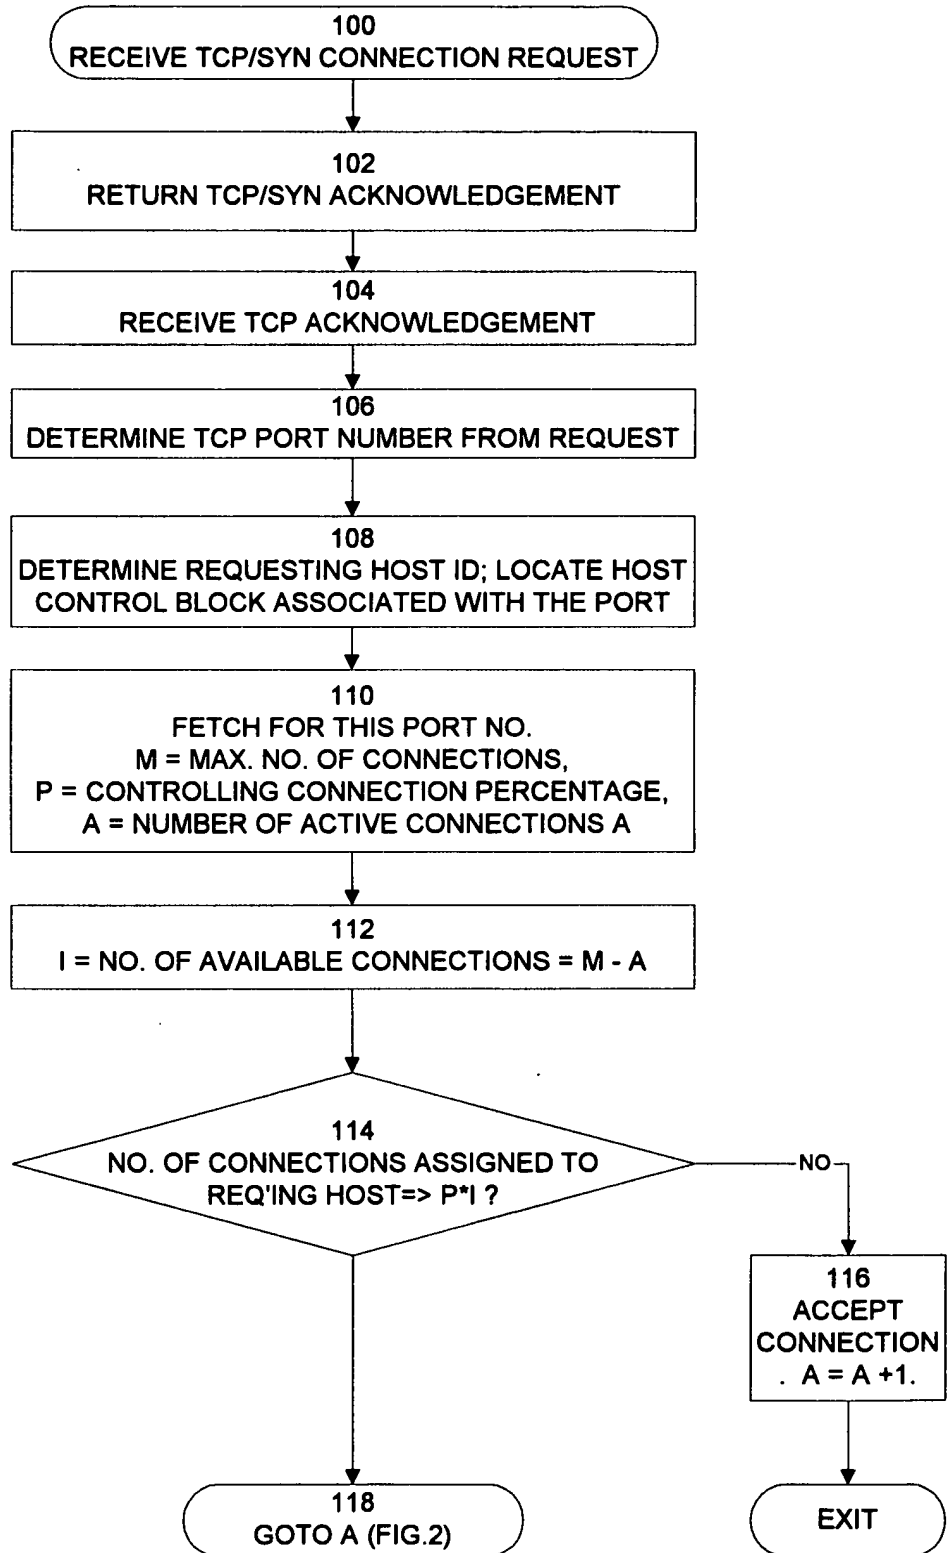 100
RECEIVE TCP/SYN CONNECTION REQUEST
102
RETURN TCP/SYN ACKNOWLEDGEMENT
104
RECEIVE TCP ACKNOWLEDGEMENT
106
DETERMINE TCP PORT NUMBER FROM REQUEST
108
DETERMINE REQUESTING HOST ID; LOCATE HOST
CONTROL BLOCK ASSOCIATED WITH THE PORT
110
FETCH FOR THIS PORT NO.
M = MAX. NO. OF CONNECTIONS,
P = CONTROLLING CONNECTION PERCENTAGE,
A = NUMBER OF ACTIVE CONNECTIONS A
112
I = NO. OF AVAILABLE CONNECTIONS = M - A
114
NO. OF CONNECTIONS ASSIGNED TO
REQ'ING HOST=> P*I ?
NO
116
ACCEPT
CONNECTION
. A = A +1.
118
GOTO A (FIG.2)
EXIT